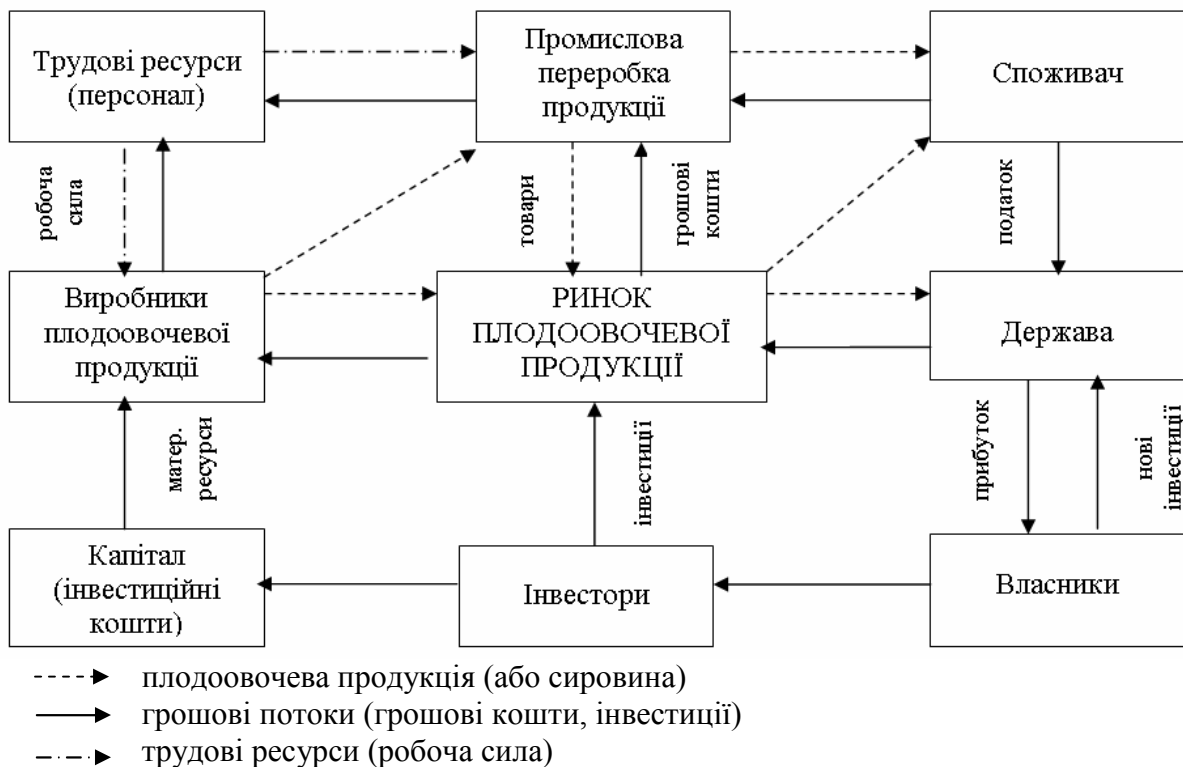 Трудові ресурси
(персонал)
Промислова
переробка
продукції
Споживач
робоча
сила
товари
грошові
кошти
податок
Виробники
плодоовочевої
продукції
РИНОК
ПЛОДООВОЧЕВОЇ
ПРОДУКЦІЇ
Держава
матер.
ресурси
інвестиції
прибуток
нові
інвестиції
Капітал
(інвестиційні
кошти)
Інвестори
Власники
плодоовочева продукція (або сировина)
грошові потоки (грошові кошти, інвестиції)
трудові ресурси (робоча сила)